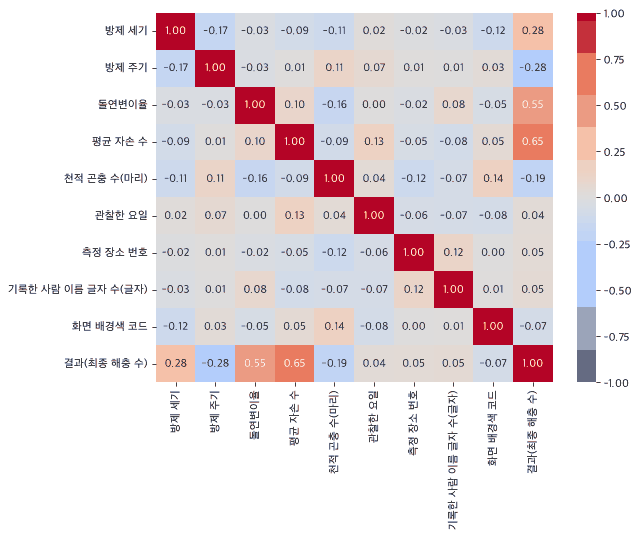 방제 세기 1.00 -0.17 -0.03 -0.09 -0.11 0.02 -0.02 -0.03 -0.12 0.28
방제 주기 -0.17 1.00 -0.03 0.01 0.11 0.07 0.01 0.01 0.03 -0.28
돌연변이율 -0.03 -0.03 1.00 0.10 -0.16 0.00 -0.02 0.08 -0.05 0.55
평균 자손 수 -0.09 0.01 0.10 1.00 -0.09 0.13 -0.05 -0.08 0.05 0.65
천적 곤충 수(마리) -0.11 0.11 -0.16 -0.09 1.00 0.04 -0.12 -0.07 0.14 -0.19
관찰한 요일 0.02 0.07 0.00 0.13 0.04 1.00 -0.06 -0.07 -0.08 0.04
측정 장소 번호 -0.02 0.01 -0.02 -0.05 -0.12 -0.06 1.00 0.12 0.00 0.05
기록한 사람 이름 글자 수(글자) -0.03 0.01 0.08 -0.08 -0.07 -0.07 0.12 1.00 0.01 0.05
화면 배경색 코드 -0.12 0.03 -0.05 0.05 0.14 -0.08 0.00 0.01 1.00 -0.07
결과(최종 해충 수) 0.28 -0.28 0.55 0.65 -0.19 0.04 0.05 0.05 -0.07 1.00
방제 세기
방제 주기
돌연변이율
평균 자손 수
천적 곤충 수(마리)
관찰한 요일
측정 장소 번호
기록한 사람 이름 글자 수(글자)
화면 배경색 코드
결과(최종 해충 수)
1.00
0.75
0.50
0.25
0.00
-0.25
-0.50
-0.75
-1.00